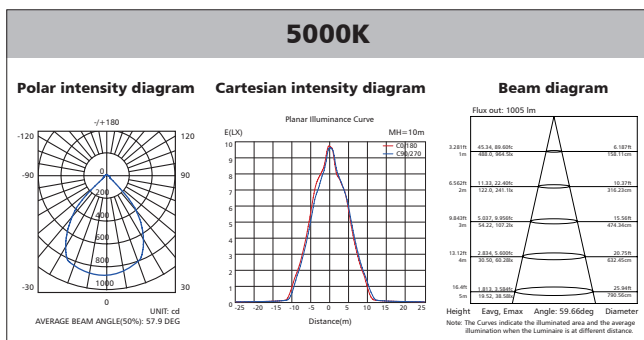 5000K
Polar intensity diagram
-/+180
-120
120
-90
90
0
200
400
600
800
1000
-30
30
0
UNIT: cd
AVERAGE BEAM ANGLE(50%): 57.9 DEG
Cartesian intensity diagram
Planar Illuminance Curve
E(LX)
MH=10m
C0/180
C90/270
10
9
8
7
6
5
4
3
2
1
0
-25 -20 -15 -10 -5 0 5 10 15 20 25
Distance(m)
Beam diagram
Flux out: 1005 lm
3.281ft 45.34, 89.60fc 6.187ft
1m 488.0, 964.5lx 158.11cm
6.562ft 11.33, 22.40fc 10.37ft
2m 122.0, 241.1lx 316.23cm
9.843ft 5.037, 9.956fc 15.56ft
3m 54.22, 107.2lx 474.34cm
13.12ft 2.834, 5.600fc 20.75ft
4m 30.50, 60.28lx 632.45cm
16.4ft 1.813, 3.584fc 25.94ft
5m 19.52, 38.58lx 790.56cm
Height Eavg, Emax Angle: 59.66deg Diameter
Note: The Curves indicate the illuminated area and the average
illumination when the Luminaire is at different distance.